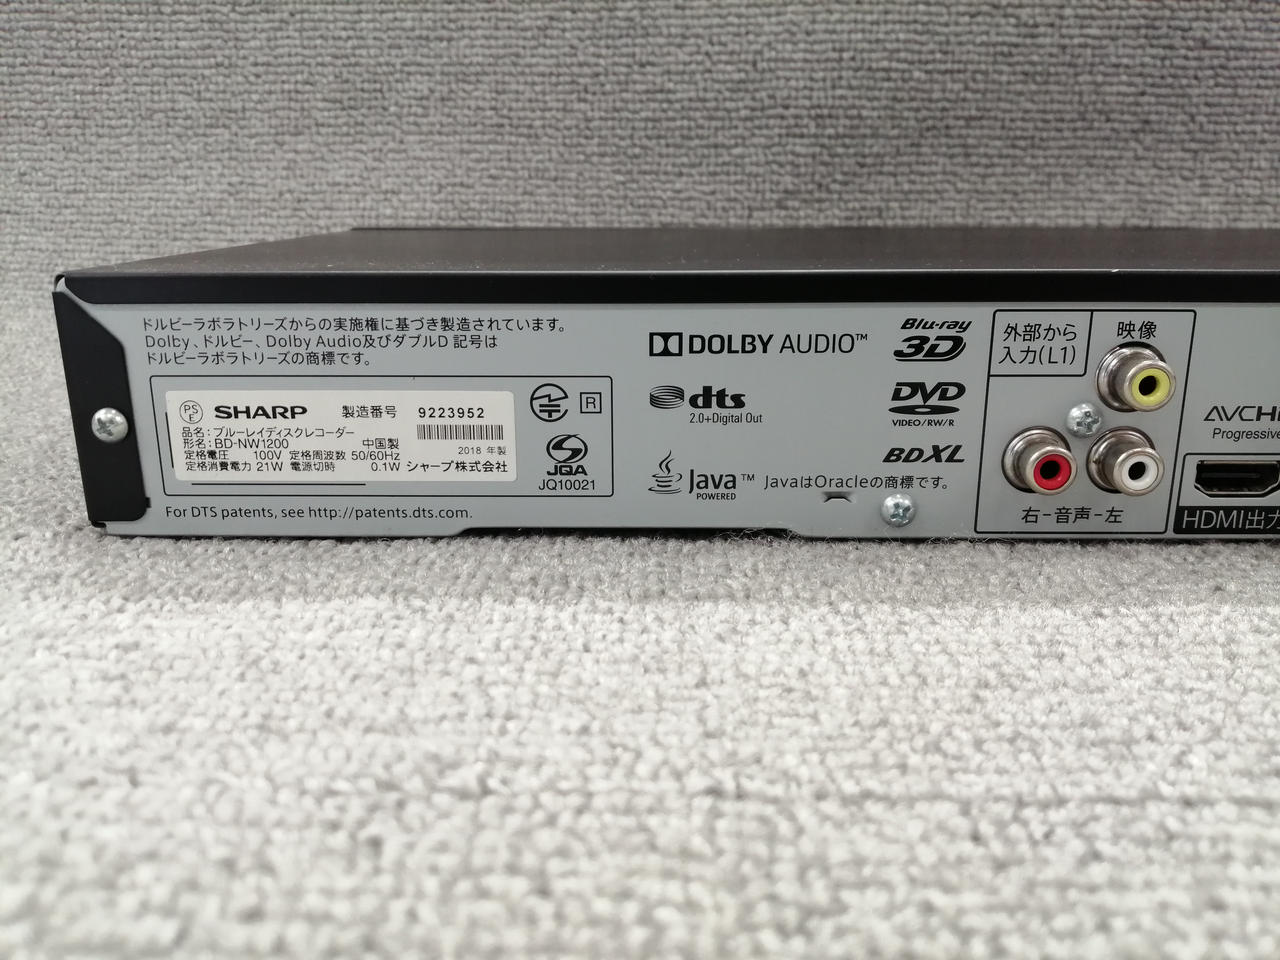 ドルビーラボラトリーズからの実施権に基づき製造されています。
Dolby、ドルビー、Dolby Audio及びダブルD 記号は
ドルビーラボラトリーズの商標です。
PS
E
SHARP
製造番号 9223952
品名：ブルーレイディスクレコーダー
形名：BD-NW1200 中国製
2018 年製
定格電圧 100V 定格周波数 50/60Hz
定格消費電力 21W 電源切時 0.1W シャープ株式会社
R
JQA
JQ10021
For DTS patents, see http://patents.dts.com.
DOLBY AUDIO™
dts
2.0+Digital Out
Java™
POWERED
JavaはOracleの商標です。
Blu-ray
3D
DVD
VIDEO/RW/R
BDXL
外部から
入力(L1)
映像
右-音声-左
Progressive
HDMI出力